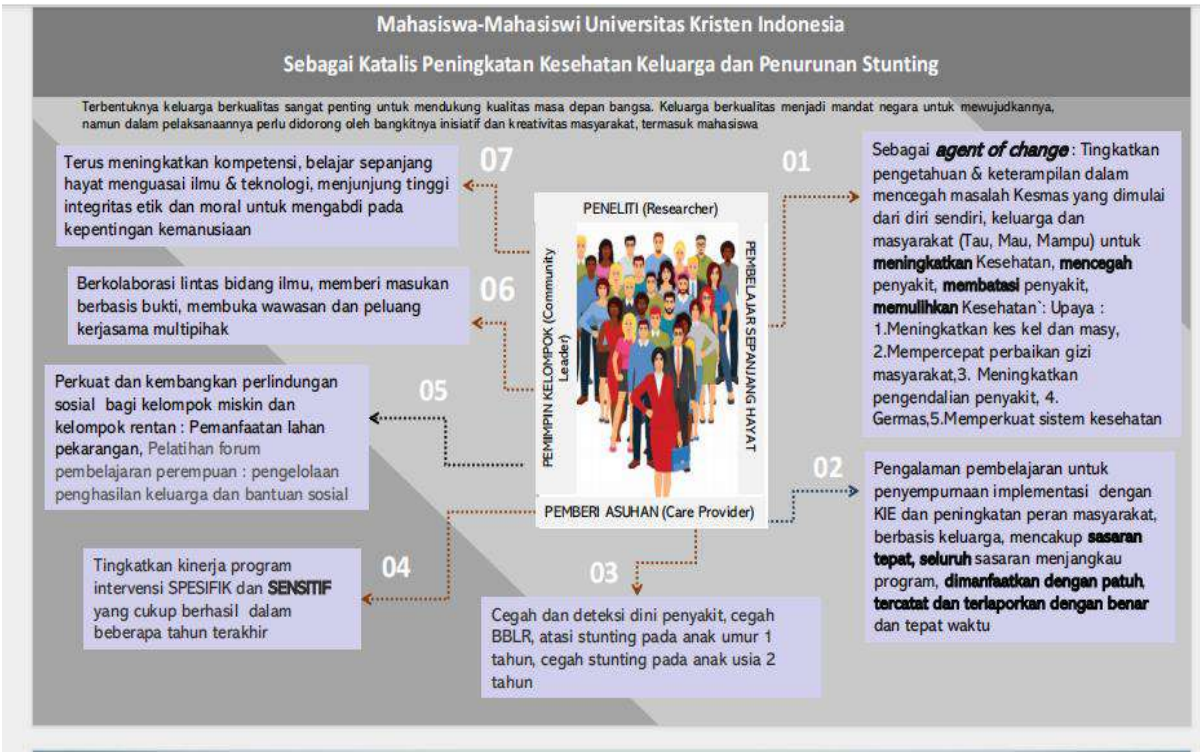 Mahasiswa-Mahasiswi Universitas Kristen Indonesia
Sebagai Katalis Peningkatan Kesehatan Keluarga dan Penurunan Stunting
Terbentuknya keluarga berkualitas sangat penting untuk mendukung kualitas masa depan bangsa. Keluarga berkualitas menjadi mandat negara untuk mewujudkannya,
namun dalam pelaksanaannya perlu didorong oleh bangkitnya inisiatif dan kreativitas masyarakat, termasuk mahasiswa
01
Sebagai agent of change : Tingkatkan
pengetahuan & keterampilan dalam
mencegah masalah Kesmas yang dimulai
dari diri sendiri, keluarga dan
masyarakat (Tau, Mau, Mampu) untuk
meningkatkan Kesehatan, mencegah
penyakit, membatasi penyakit,
memulihkan Kesehatan`: Upaya :
1.Meningkatkan kes kel dan masy,
2.Mempercepat perbaikan gizi
masyarakat,3. Meningkatkan
pengendalian penyakit, 4.
Germas,5.Memperkuat sistem kesehatan
02
Pengalaman pembelajaran untuk
penyempurnaan implementasi dengan
KIE dan peningkatan peran masyarakat,
berbasis keluarga, mencakup sasaran
tepat, seluruh sasaran menjangkau
program, dimanfaatkan dengan patuh,
tercatat dan terlaporkan dengan benar
dan tepat waktu
03
Cegah dan deteksi dini penyakit, cegah
BBLR, atasi stunting pada anak umur 1
tahun, cegah stunting pada anak usia 2
tahun
04
Tingkatkan kinerja program
intervensi SPESIFIK dan SENSITIF
yang cukup berhasil dalam
beberapa tahun terakhir
05
Perkuat dan kembangkan perlindungan
sosial bagi kelompok miskin dan
kelompok rentan : Pemanfaatan lahan
pekarangan, Pelatihan forum
pembelajaran perempuan : pengelolaan
penghasilan keluarga dan bantuan sosial
06
Berkolaborasi lintas bidang ilmu, memberi masukan
berbasis bukti, membuka wawasan dan peluang
kerjasama multipihak
07
Terus meningkatkan kompetensi, belajar sepanjang
hayat menguasai ilmu & teknologi, menjunjung tinggi
integritas etik dan moral untuk mengabdi pada
kepentingan kemanusiaan
PENELITI (Researcher)
PEMIMPIN KELOMPOK (Community
Leader)
PEMBELAJAR SEPANJANG HAYAT
PEMBERI ASUHAN (Care Provider)